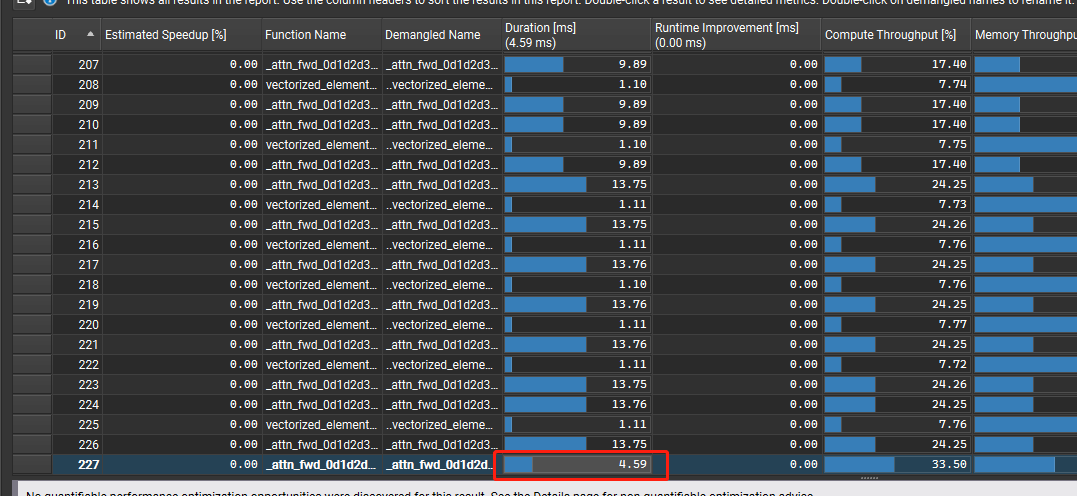 This table shows all results in the report. Use the column headers to sort the results in this report. Double-click a result to see detailed metrics. Double-click on demangled names to rename it.
ID Estimated Speedup [%] Function Name Demangled Name Duration [ms] (4.59 ms) Runtime Improvement [ms] (0.00 ms) Compute Throughput [%] Memory Throughpu
207 0.00 _attn_fwd_0d1d2d3... _attn_fwd_0d1d2d3... 9.89 0.00 17.40
208 0.00 vectorized_element... ..vectorized_eleme... 1.10 0.00 7.74
209 0.00 _attn_fwd_0d1d2d3... _attn_fwd_0d1d2d3... 9.89 0.00 17.40
210 0.00 _attn_fwd_0d1d2d3... _attn_fwd_0d1d2d3... 9.89 0.00 17.40
211 0.00 vectorized_element... ..vectorized_eleme... 1.10 0.00 7.75
212 0.00 _attn_fwd_0d1d2d3... _attn_fwd_0d1d2d3... 9.89 0.00 17.40
213 0.00 _attn_fwd_0d1d2d3... _attn_fwd_0d1d2d3... 13.75 0.00 24.25
214 0.00 vectorized_element... ..vectorized_eleme... 1.11 0.00 7.73
215 0.00 _attn_fwd_0d1d2d3... _attn_fwd_0d1d2d3... 13.75 0.00 24.26
216 0.00 vectorized_element... ..vectorized_eleme... 1.11 0.00 7.76
217 0.00 _attn_fwd_0d1d2d3... _attn_fwd_0d1d2d3... 13.76 0.00 24.25
218 0.00 vectorized_element... ..vectorized_eleme... 1.10 0.00 7.76
219 0.00 _attn_fwd_0d1d2d3... _attn_fwd_0d1d2d3... 13.76 0.00 24.25
220 0.00 vectorized_element... ..vectorized_eleme... 1.11 0.00 7.77
221 0.00 _attn_fwd_0d1d2d3... _attn_fwd_0d1d2d3... 13.76 0.00 24.25
222 0.00 vectorized_element... ..vectorized_eleme... 1.11 0.00 7.72
223 0.00 _attn_fwd_0d1d2d3... _attn_fwd_0d1d2d3... 13.75 0.00 24.26
224 0.00 _attn_fwd_0d1d2d3... _attn_fwd_0d1d2d3... 13.76 0.00 24.25
225 0.00 vectorized_element... ..vectorized_eleme... 1.11 0.00 7.76
226 0.00 _attn_fwd_0d1d2d3... _attn_fwd_0d1d2d3... 13.75 0.00 24.25
227 0.00 _attn_fwd_0d1d2d... _attn_fwd_0d1d2d... 4.59 0.00 33.50
No quantifiable performance optimization opportunities were discovered for this result. See the Details page for non quantifiable optimization advice.